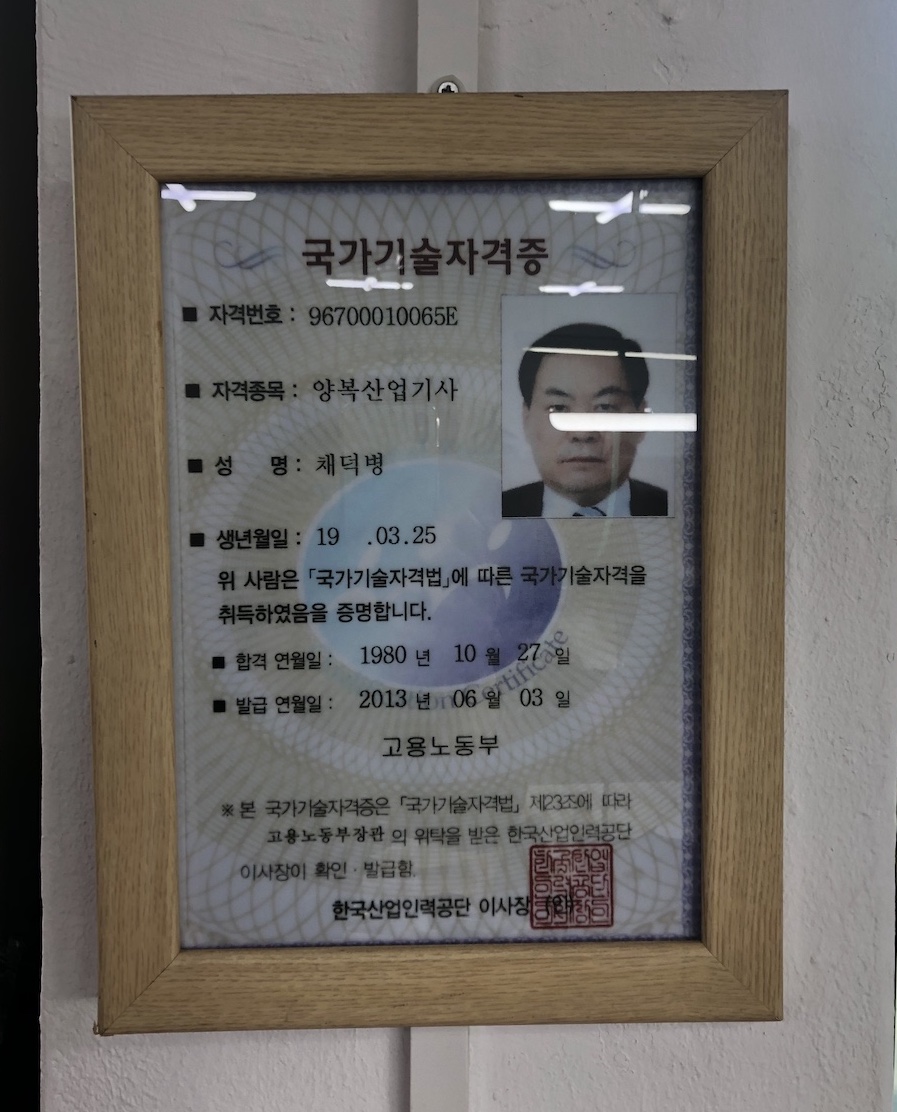 국가기술자격증
■ 자격번호 : 96700010065E
■ 자격종목 : 양복산업기사
■ 성 명 : 채덕병
■ 생년월일 : 19 .03.25
위 사람은 「국가기술자격법」에 따른 국가기술자격을
취득하였음을 증명합니다.
■ 합격 연월일 : 1980 년 10 월 27 일
■ 발급 연월일 : 2013 년 06 월 03 일
Certificate
고용노동부
※ 본 국가기술자격증은 「국가기술자격법」 제23조에 따라
고용노동부장관 의 위탁을 받은 한국산업인력공단
이사장이 확인 · 발급함.
한국산업인력공단 이사장